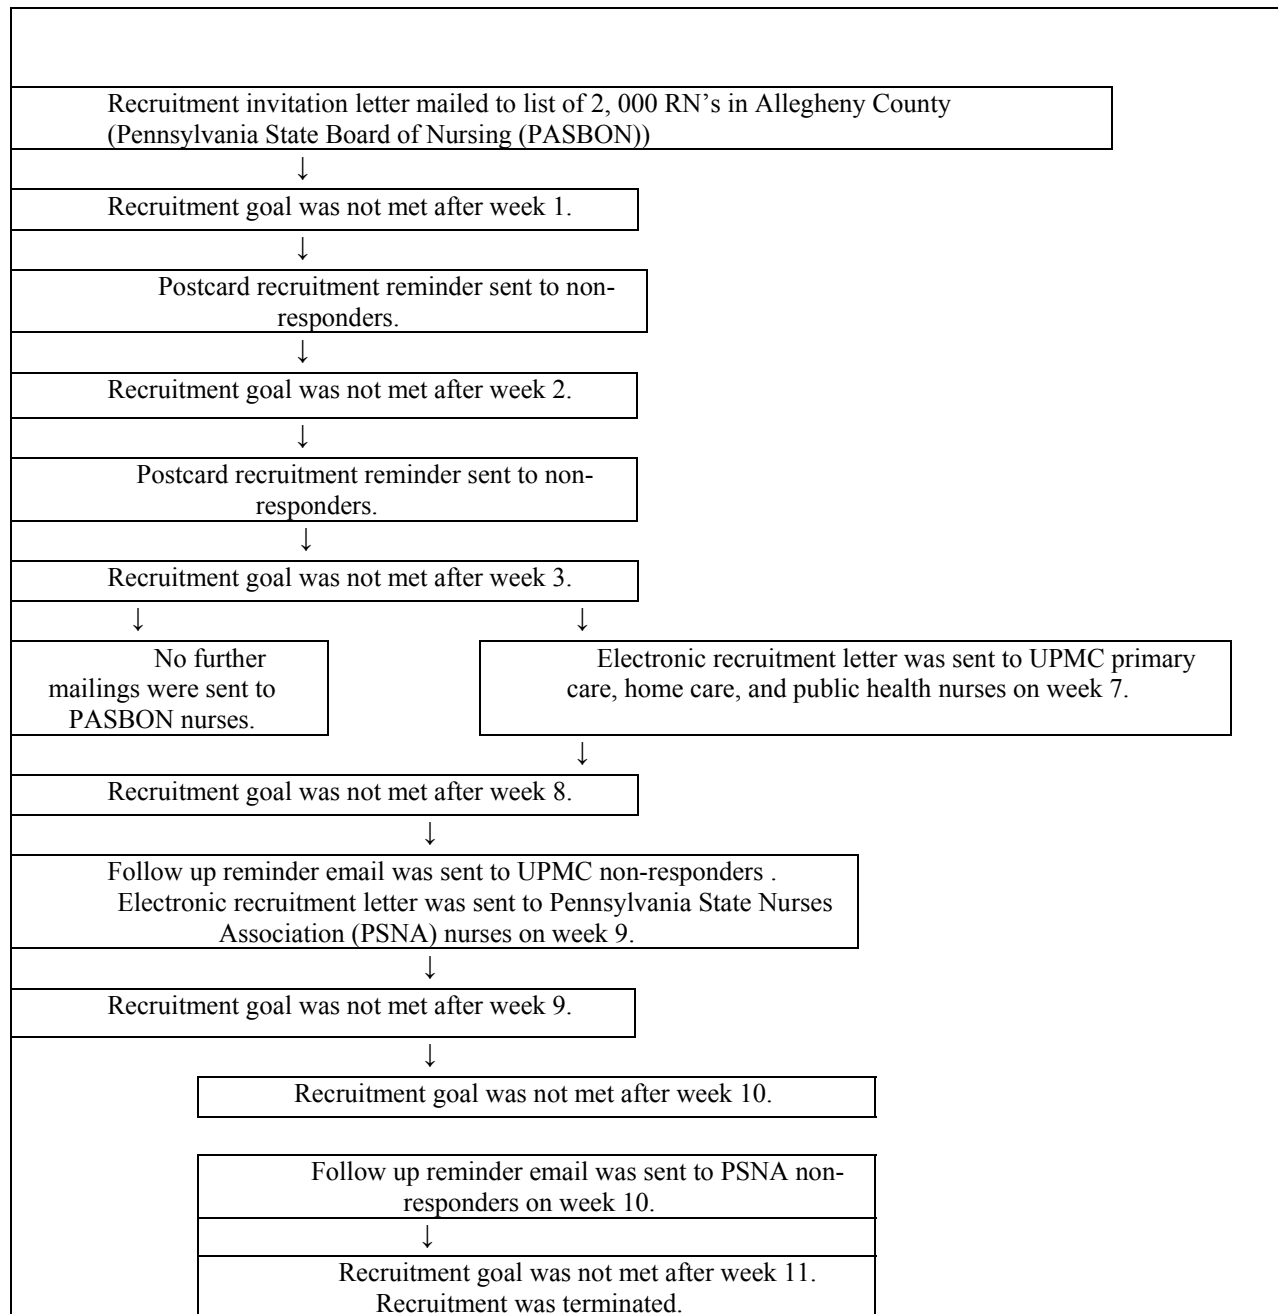 Recruitment invitation letter mailed to list of 2, 000 RN’s in Allegheny County
(Pennsylvania State Board of Nursing (PASBON))
↓
Recruitment goal was not met after week 1.
↓
Postcard recruitment reminder sent to non-
responders.
↓
Recruitment goal was not met after week 2.
↓
Postcard recruitment reminder sent to non-
responders.
↓
Recruitment goal was not met after week 3.
↓ ↓
No further
mailings were sent to
PASBON nurses.
Electronic recruitment letter was sent to UPMC primary
care, home care, and public health nurses on week 7.
↓
Recruitment goal was not met after week 8.
↓
Follow up reminder email was sent to UPMC non-responders .
Electronic recruitment letter was sent to Pennsylvania State Nurses
Association (PSNA) nurses on week 9.
↓
Recruitment goal was not met after week 9.
↓
Recruitment goal was not met after week 10.
Follow up reminder email was sent to PSNA non-
responders on week 10.
↓
Recruitment goal was not met after week 11.
Recruitment was terminated.